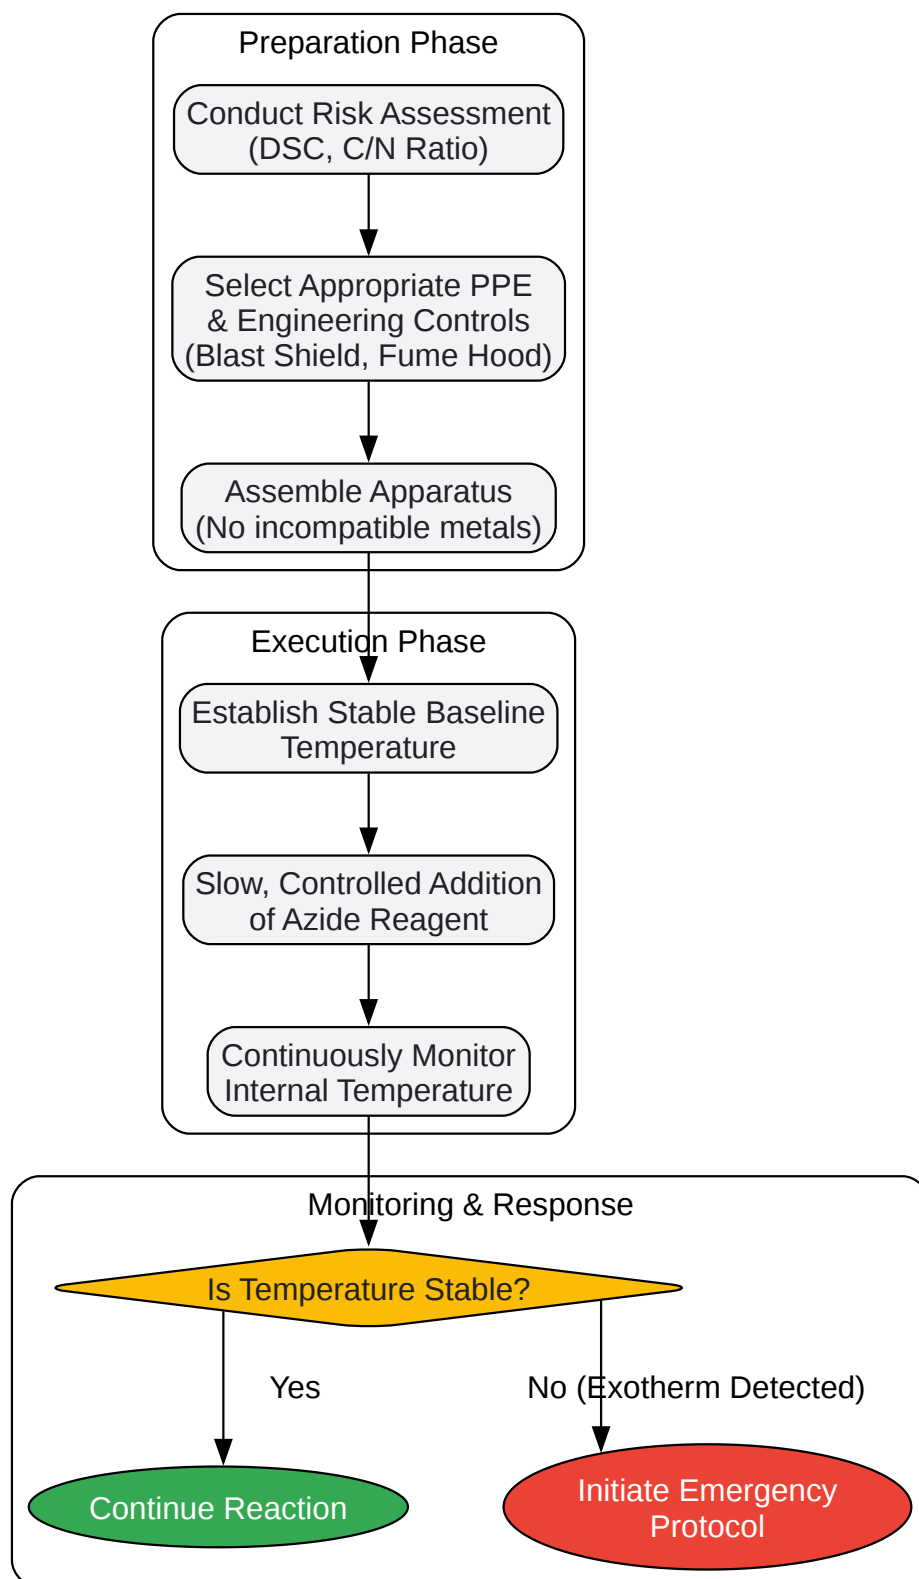 Preparation Phase
Conduct Risk Assessment
(DSC, C/N Ratio)
Select Appropriate PPE
& Engineering Controls
(Blast Shield, Fume Hood)
Assemble Apparatus
(No incompatible metals)
Execution Phase
Establish Stable Baseline
Temperature
Slow, Controlled Addition
of Azide Reagent
Continuously Monitor
Internal Temperature
Monitoring & Response
Is Temperature Stable?
Yes
No (Exotherm Detected)
Continue Reaction
Initiate Emergency
Protocol